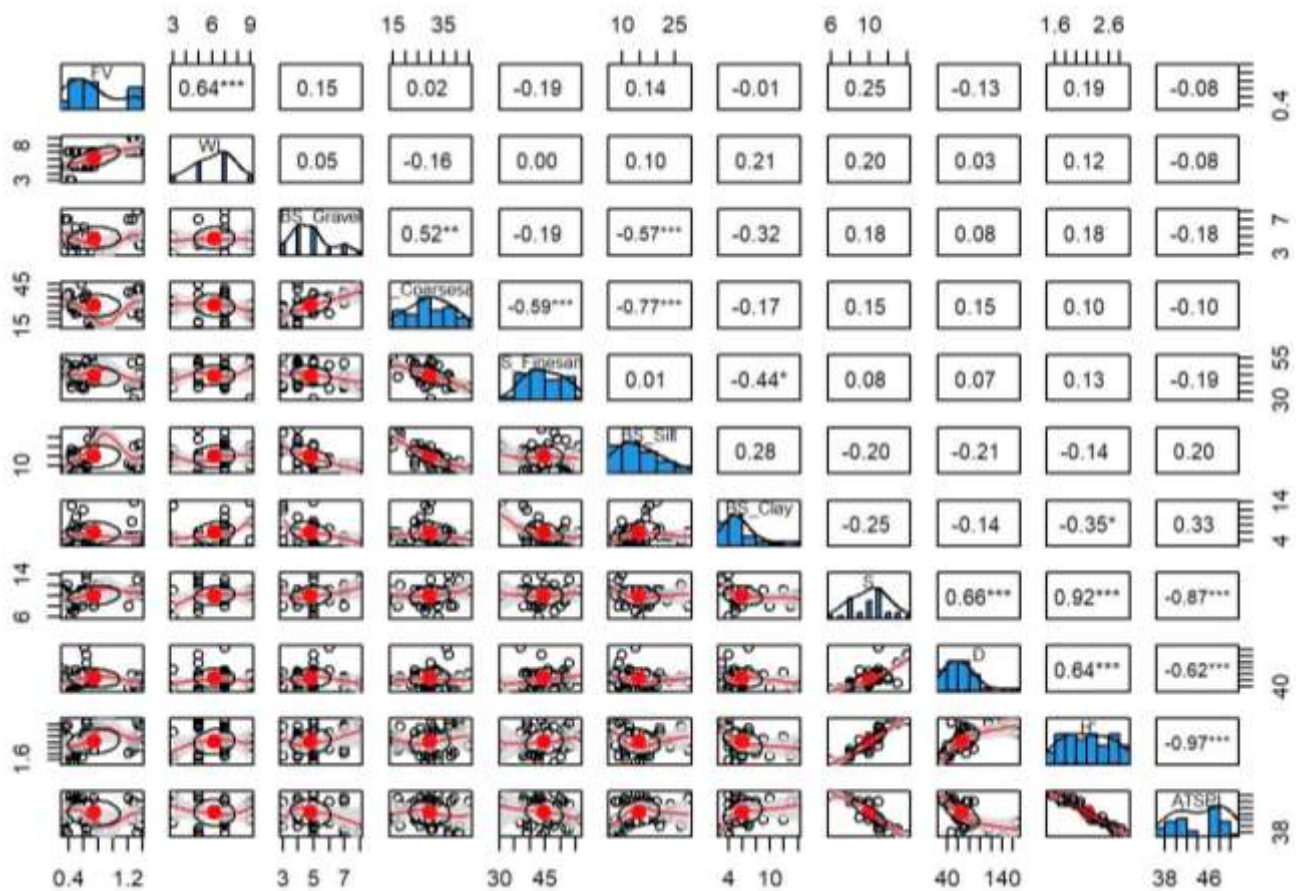 3 6 9 15 35 10 25 6 10 1.6 2.6
FV 0.64*** 0.15 0.02 -0.19 0.14 -0.01 0.25 -0.13 0.19 -0.08 0.4
3 8 WI 0.05 -0.16 0.00 0.10 0.21 0.20 0.03 0.12 -0.08
BS_Gravel 0.52** -0.19 -0.57*** -0.32 0.18 0.08 0.18 -0.18 3 7
15 45 _Coarsesa -0.59*** -0.77*** -0.17 0.15 0.15 0.10 -0.10
S_Finesan 0.01 -0.44* 0.08 0.07 0.13 -0.19 30 55
10 BS_Silt 0.28 -0.20 -0.21 -0.14 0.20
BS_Clay -0.25 -0.14 -0.35* 0.33 4 14
6 14 S 0.66*** 0.92*** -0.87***
D 0.64*** -0.62*** 40
1.6 H' -0.97***
ATSPI 38
0.4 1.2 3 5 7 30 45 4 10 40 140 38 46